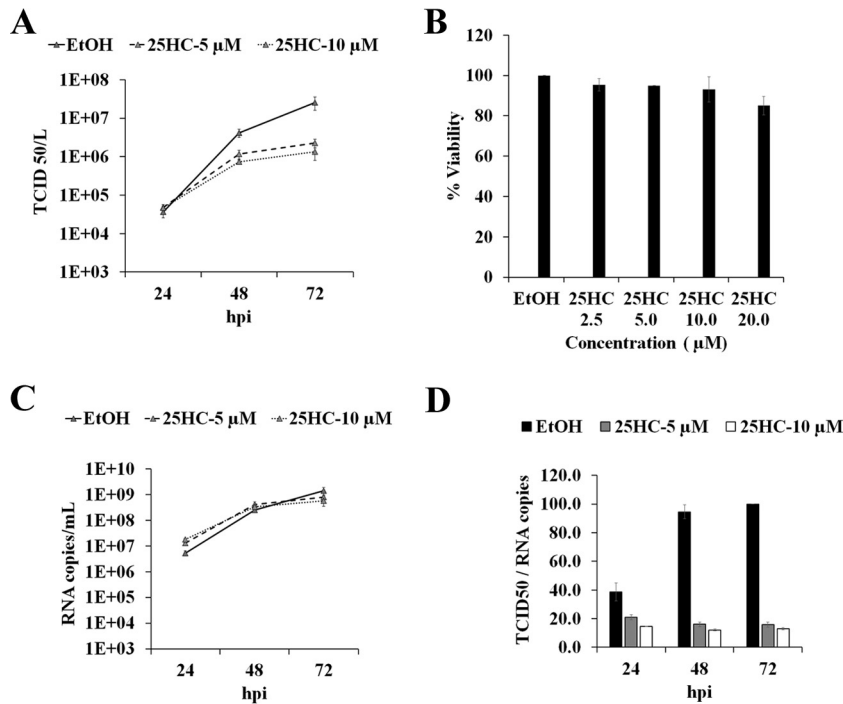 A
EtOH 25HC-5 µM 25HC-10 µM
TCID 50/L
1E+08
1E+07
1E+06
1E+05
1E+04
1E+03
24 48 72
hpi
B
% Viability
120
100
80
60
40
20
0
EtOH 25HC 25HC 25HC 25HC
2.5 5.0 10.0 20.0
Concentration ( µM)
C
EtOH 25HC-5 µM 25HC-10 µM
RNA copies/mL
1E+10
1E+09
1E+08
1E+07
1E+06
1E+05
1E+04
1E+03
24 48 72
hpi
D
EtOH 25HC-5 µM 25HC-10 µM
TCID50 / RNA copies
120.0
100.0
80.0
60.0
40.0
20.0
0.0
24 48 72
hpi